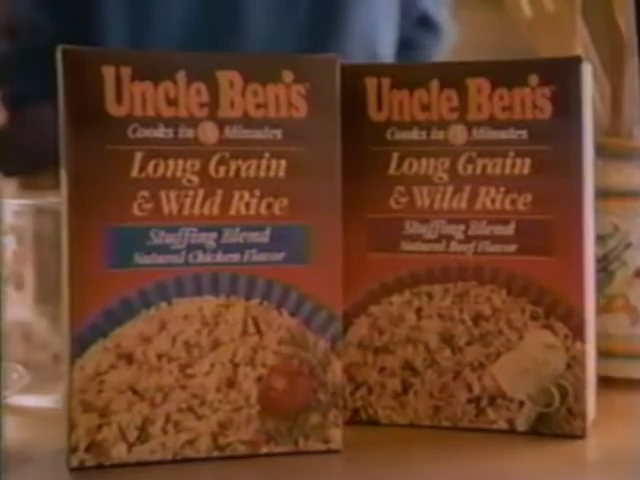 Uncle Ben's
Cooks in Minutes
Long Grain
& Wild Rice
Stuffing Blend
Natural Chicken Flavor
Uncle Ben's
Cooks in Minutes
Long Grain
& Wild Rice
Stuffing Blend
Natural Beef Flavor